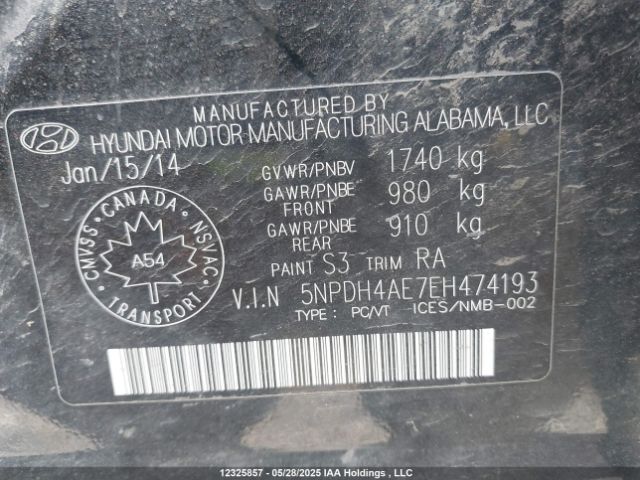 MANUFACTURED BY
HYUNDAI MOTOR MANUFACTURING ALABAMA, LLC
Jan/15/14
GVWR/PNBV 1740 kg
GAWR/PNBE FRONT 980 kg
GAWR/PNBE REAR 910 kg
PAINT S3 TRIM RA
CANADA
CMVSS NSVAC
A54
TRANSPORT
V.I.N 5NPDH4AE7EH474193
TYPE: PC/VT ICES/NMB-002
12325857 - 05/28/2025 IAA Holdings , LLC